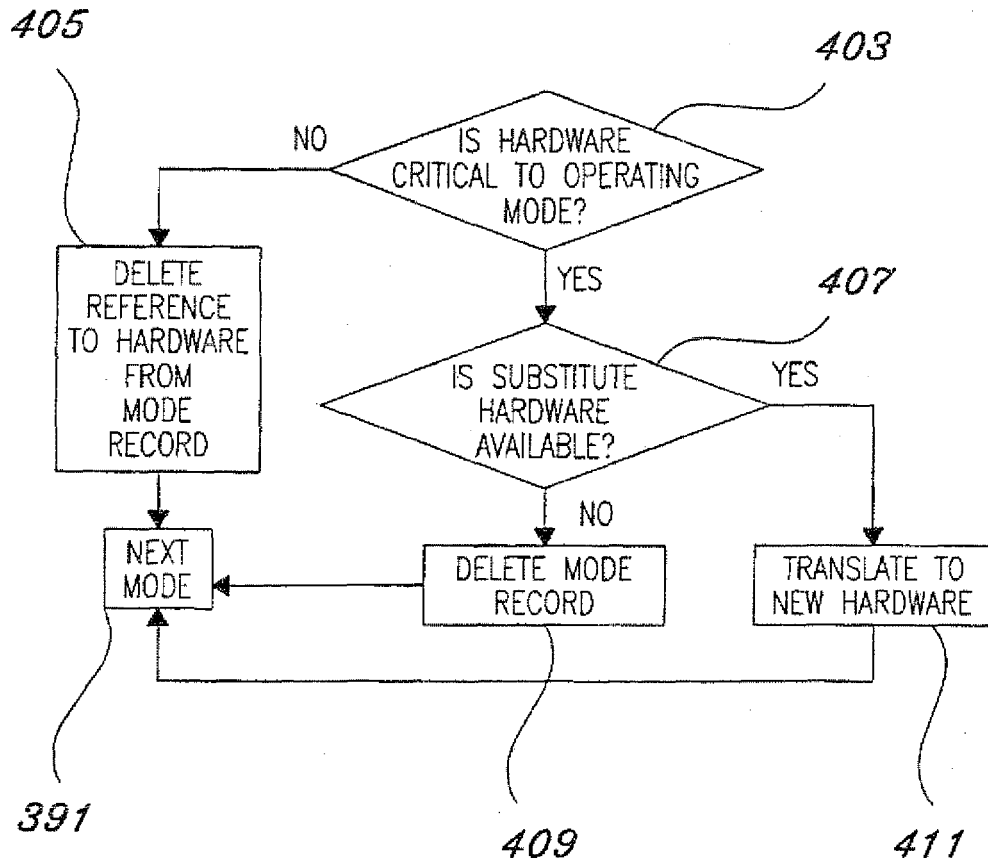 405
403
NO
IS HARDWARE
CRITICAL TO OPERATING
MODE?
DELETE
REFERENCE
TO HARDWARE
FROM
MODE
RECORD
YES
407
IS SUBSTITUTE
HARDWARE
AVAILABLE?
YES
NO
NEXT
MODE
DELETE MODE
RECORD
TRANSLATE TO
NEW HARDWARE
391
409
411